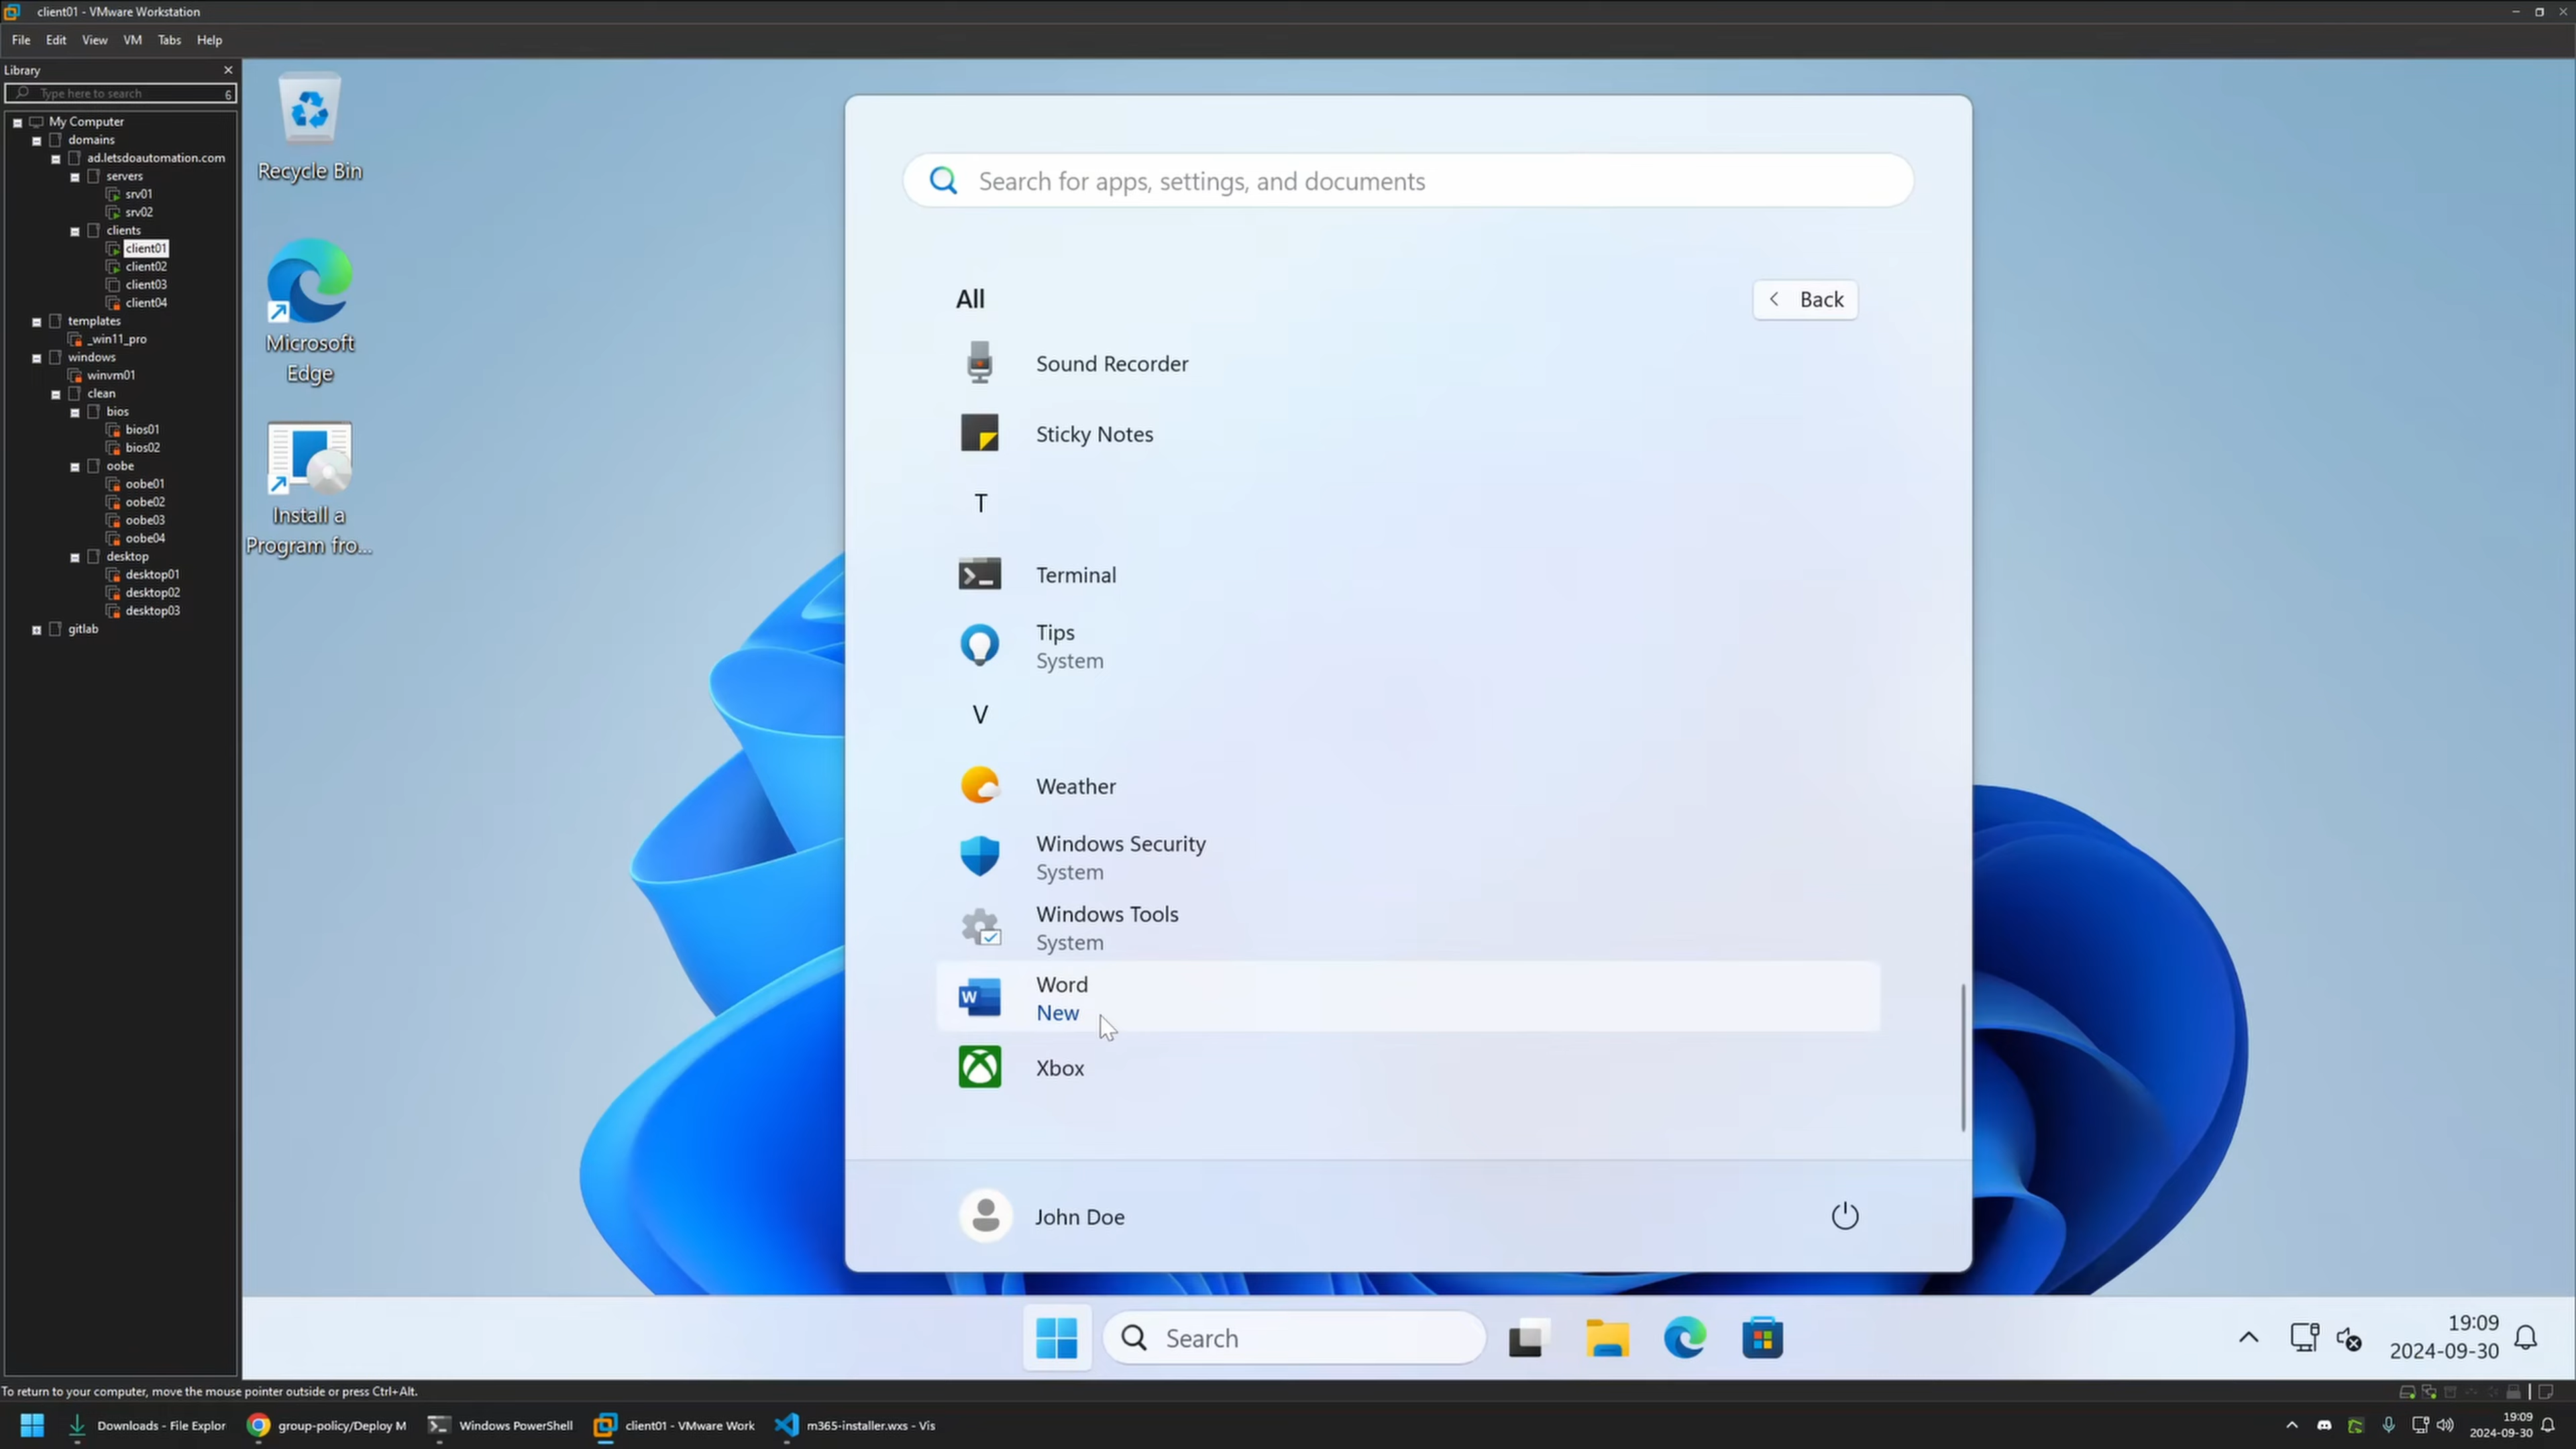 client01 - VMware Workstation
File Edit View VM Tabs Help
Library
Type here to search
6
My Computer
domains
ad.letsdoautomation.com
servers
srv01
srv02
clients
client01
client02
client03
client04
templates
_win11_pro
windows
winvm01
clean
bios
bios01
bios02
oobe
oobe01
oobe02
oobe03
oobe04
desktop
desktop01
desktop02
desktop03
gitlab
Recycle Bin
Microsoft
Edge
Install a
Program fro...
Search for apps, settings, and documents
All
Back
Sound Recorder
Sticky Notes
T
Terminal
Tips
System
V
Weather
Windows Security
System
Windows Tools
System
W
Word
New
Xbox
John Doe
Search
19:09
2024-09-30
To return to your computer, move the mouse pointer outside or press Ctrl+Alt.
Downloads - File Explor
group-policy/Deploy M
Windows PowerShell
client01 - VMware Work
m365-installer.wxs - Vis
19:09
2024-09-30